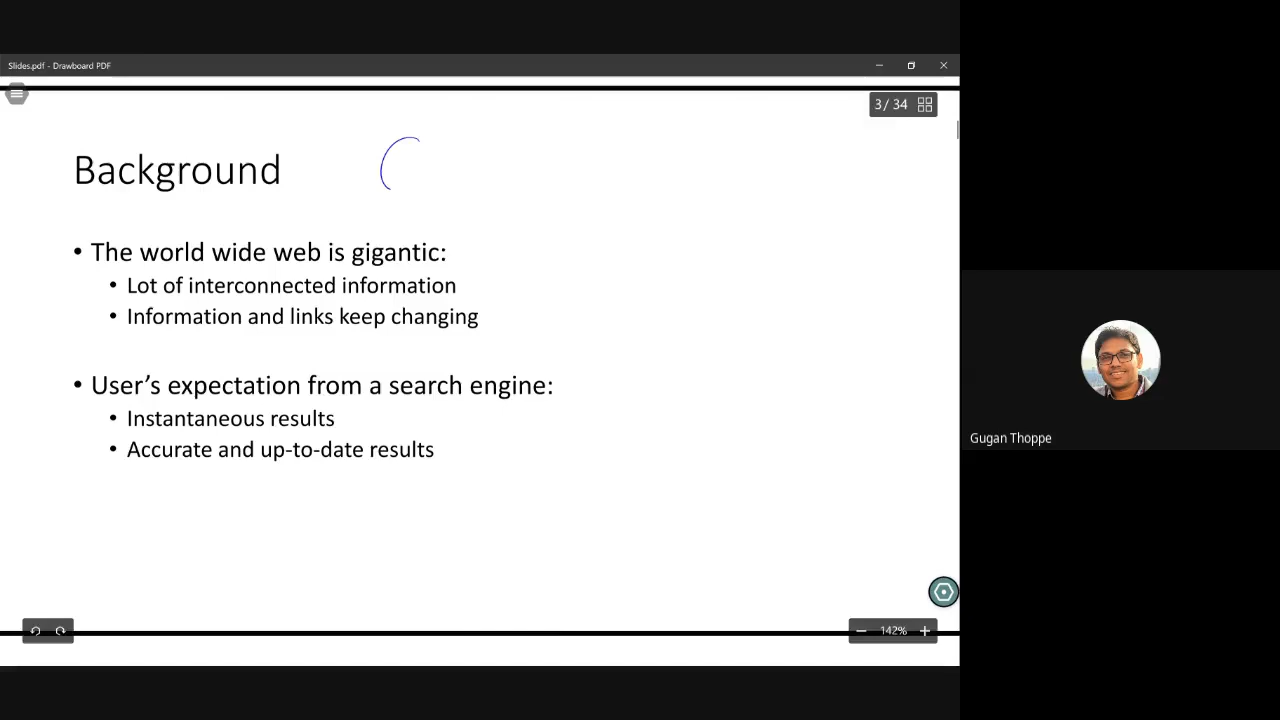 Slides.pdf - Drawboard PDF
3 / 34
Background
• The world wide web is gigantic:
• Lot of interconnected information
• Information and links keep changing
• User’s expectation from a search engine:
• Instantaneous results
• Accurate and up-to-date results
142%
Gugan Thoppe